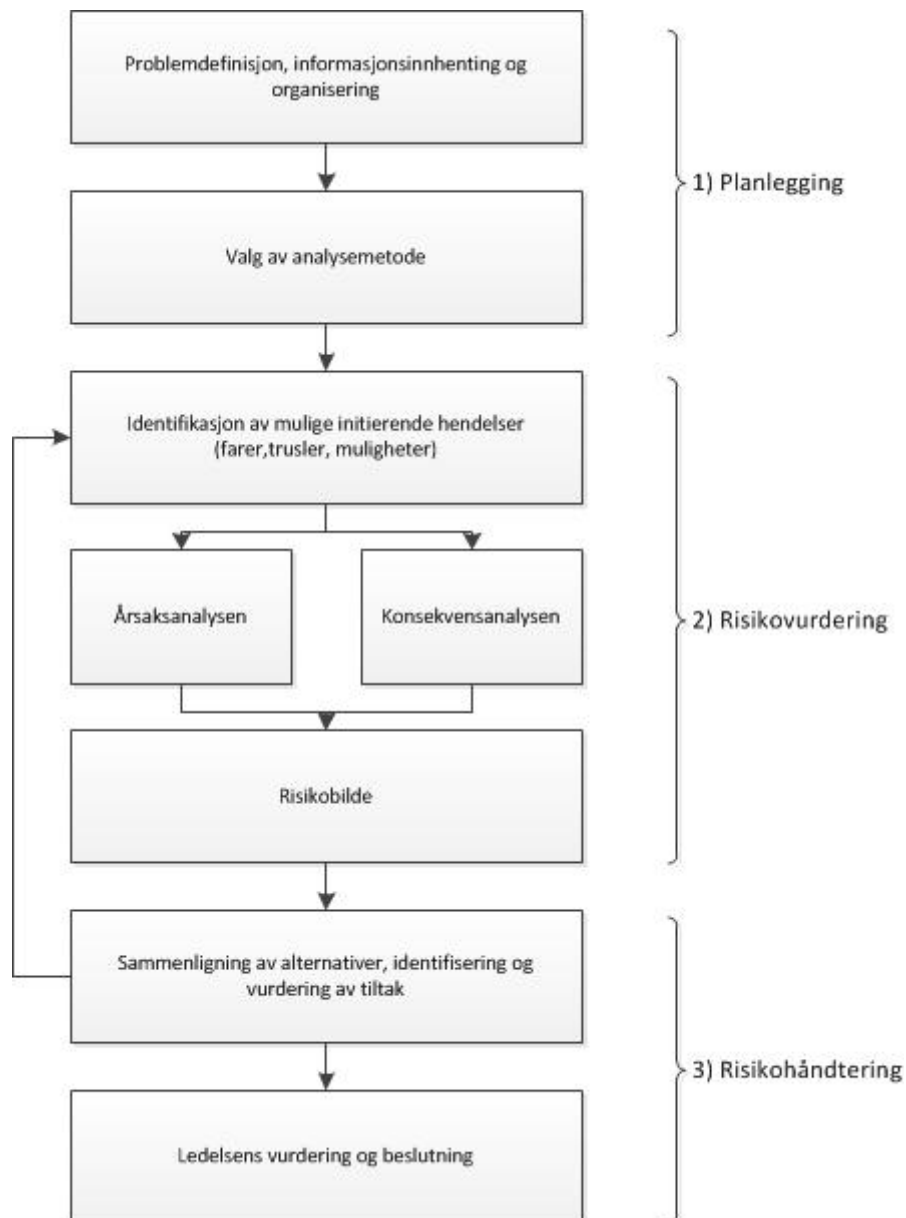 Problemdefinisjon, informasjonsinnhenting og
organisering
1) Planlegging
Valg av analysemetode
Identifikasjon av mulige initierende hendelser
(farer,trusler, muligheter)
Årsaksanalysen
Konsekvensanalysen
2) Risikovurdering
Risikobilde
Sammenligning av alternativer, identifisering og
vurdering av tiltak
3) Risikohåndtering
Ledelsens vurdering og beslutning